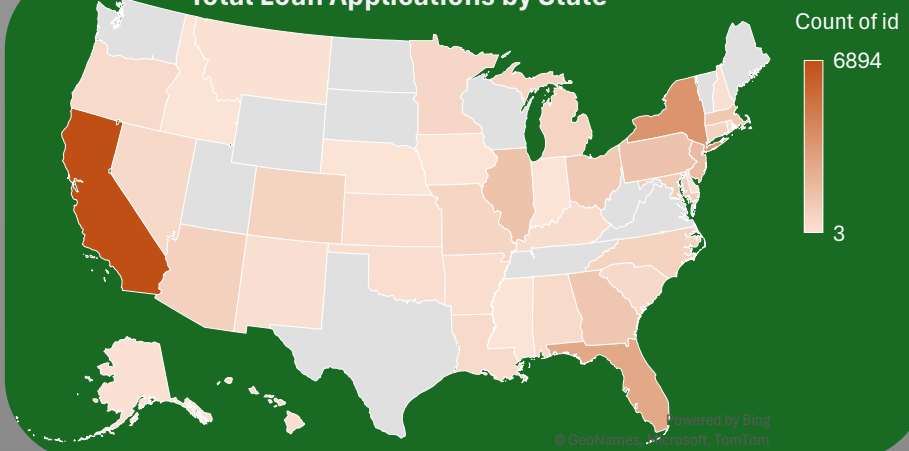 Total Loan Applications by State
Count of id
6894
3
Powered by Bing
© GeoNames, Microsoft, TomTom